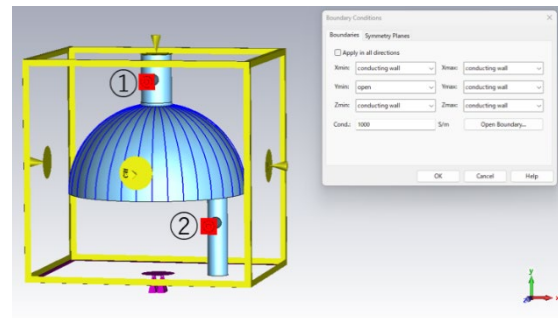 ①
②
Boundary Conditions
Boundaries Symmetry Planes
Apply in all directions
Xmin: conducting wall Xmax: conducting wall
Ymin: open Ymax: conducting wall
Zmin: conducting wall Zmax: conducting wall
Cond.: 1000 S/m Open Boundary...
OK Cancel Help
y
x